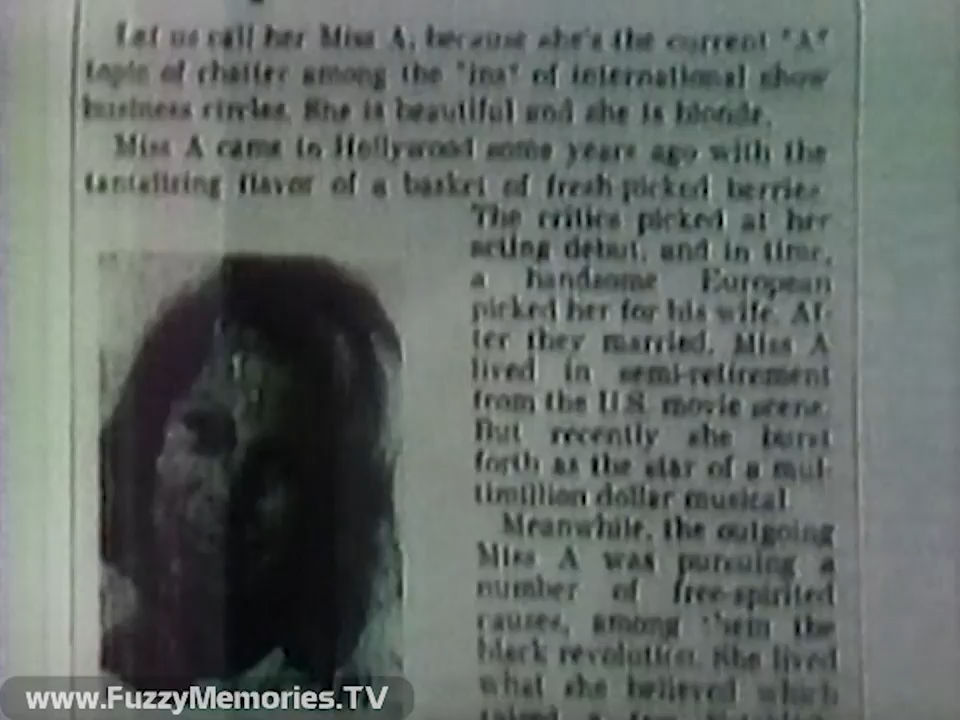 Let us call her Miss A, because she's the current "A"
topic of chatter among the "ins" of international show
business circles. She is beautiful and she is blonde.
Miss A came to Hollywood some years ago with the
tantalizing flavor of a basket of fresh-picked berries.
The critics picked at her
acting debut, and in time,
a handsome European
picked her for his wife. Af-
ter they married, Miss A
lived in semi-retirement
from the U.S. movie scene.
But recently she burst
forth as the star of a mul-
timillion dollar musical.
Meanwhile, the outgoing
Miss A was pursuing a
number of free-spirited
causes, among them the
black revolution. She lived
what she believed which
raised a few
www.FuzzyMemories.TV